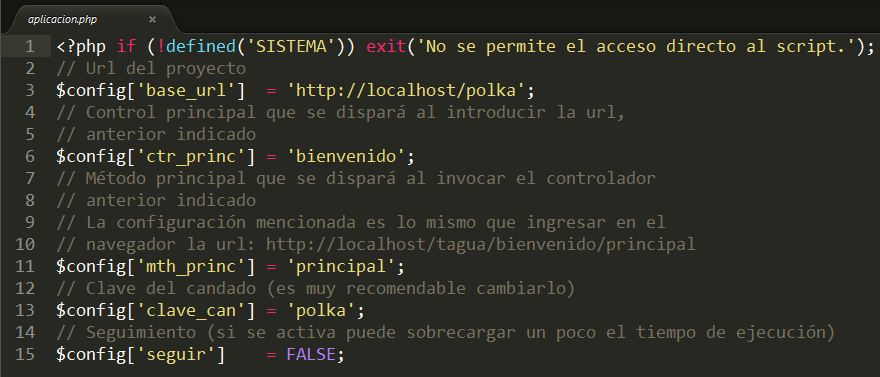 aplicacion.php ×
1 <?php if (!defined('SISTEMA')) exit('No se permite el acceso directo al script.');
2 // Url del proyecto
3 $config['base_url']  = 'http://localhost/polka';
4 // Control principal que se dispará al introducir la url,
5 // anterior indicado
6 $config['ctr_princ'] = 'bienvenido';
7 // Método principal que se dispará al invocar el controlador
8 // anterior indicado
9 // La configuración mencionada es lo mismo que ingresar en el
10 // navegador la url: http://localhost/tagua/bienvenido/principal
11 $config['mth_princ'] = 'principal';
12 // Clave del candado (es muy recomendable cambiarlo)
13 $config['clave_can'] = 'polka';
14 // Seguimiento (si se activa puede sobrecargar un poco el tiempo de ejecución)
15 $config['seguir']    = FALSE;